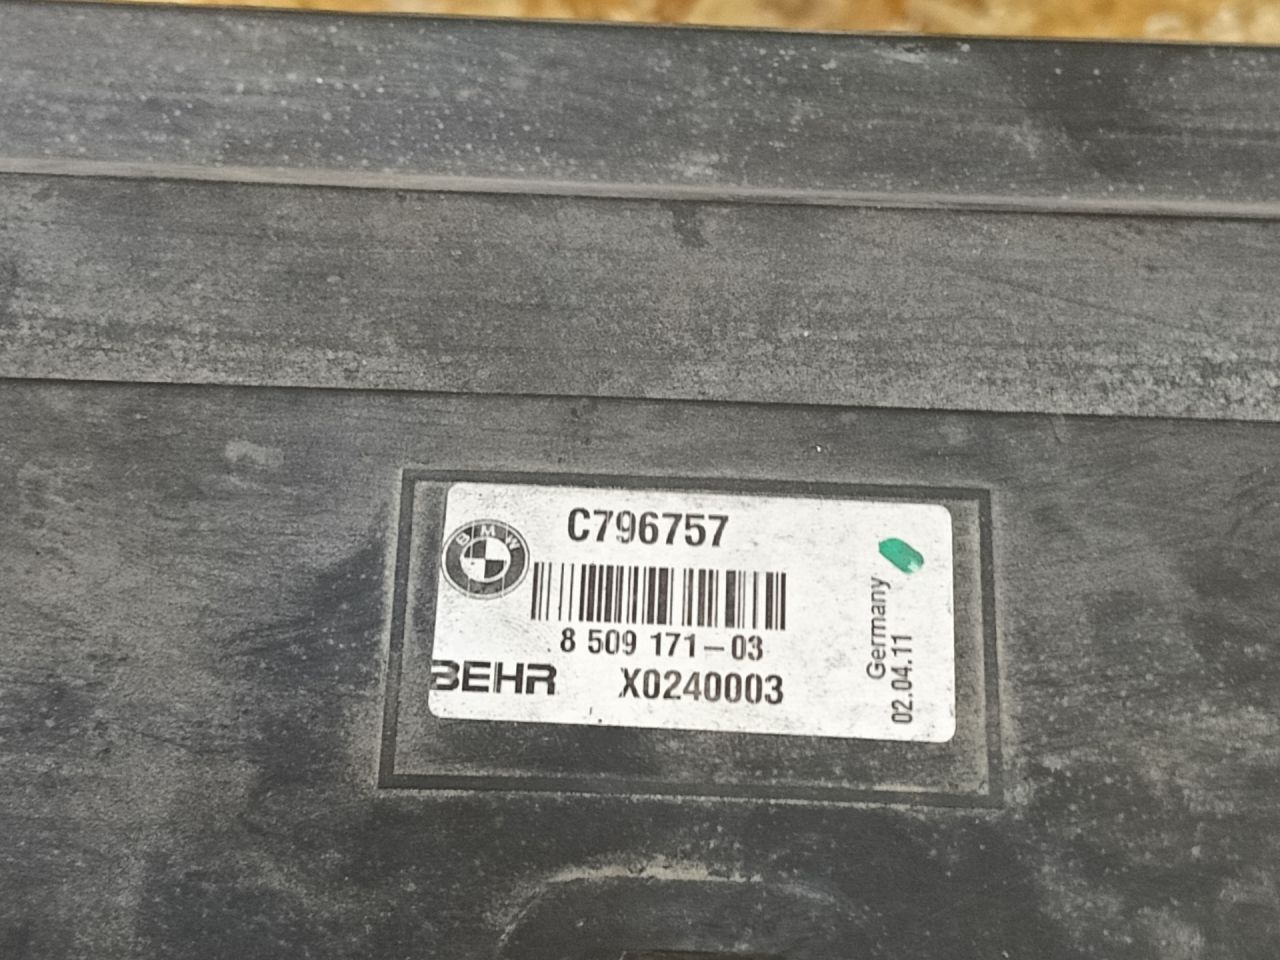 C796757
BMW
8 509 171-03
BEHR X0240003
Germany
02.04.11